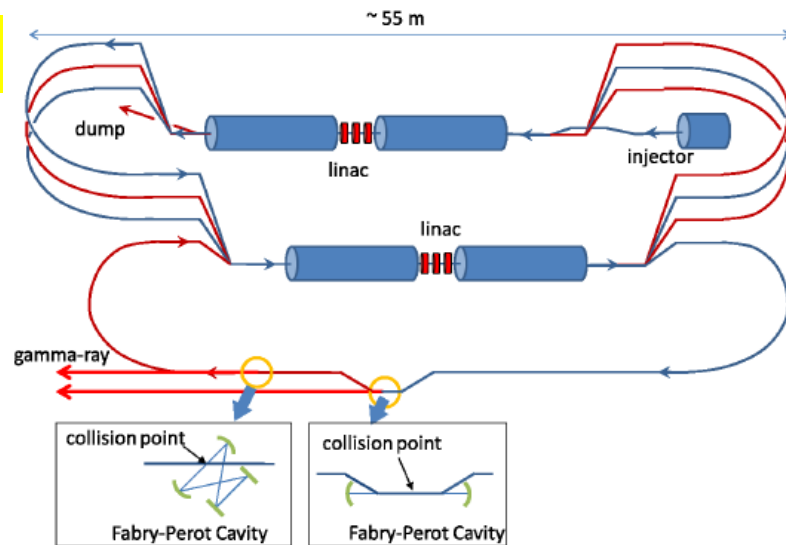 ~ 55 m
dump
linac
injector
linac
gamma-ray
collision point
Fabry-Perot Cavity
collision point
Fabry-Perot Cavity